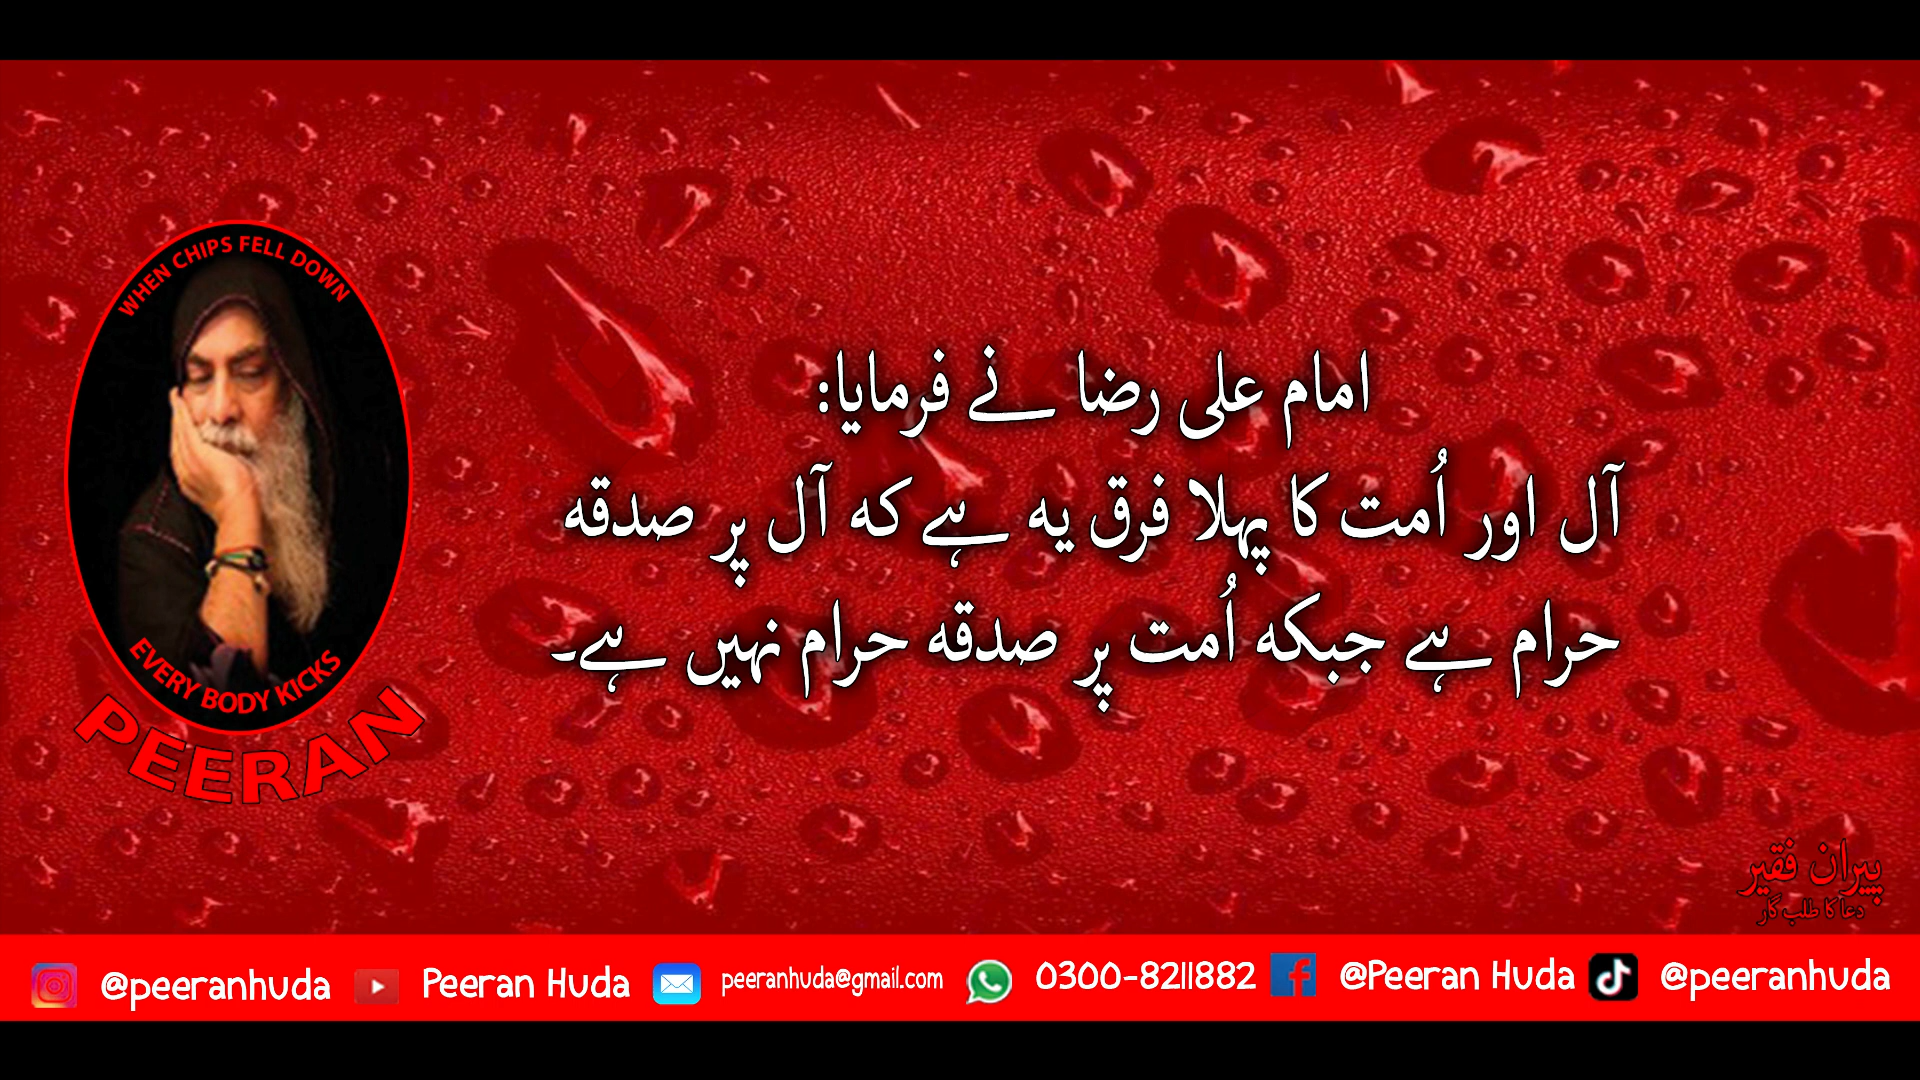 WHEN CHIPS FELL DOWN
EVERY BODY KICKS
PEERAN
امام علی رضا نے فرمایا:
آل اور اُمت کا پہلا فرق یہ ہے کہ آل پر صدقہ
حرام ہے جبکہ اُمت پر صدقہ حرام نہیں ہے۔
پیران فقیر
دعا کا طلب گار
@peeranhuda Peeran Huda peeranhuda@gmail.com 0300-8211882 @Peeran Huda @peeranhuda